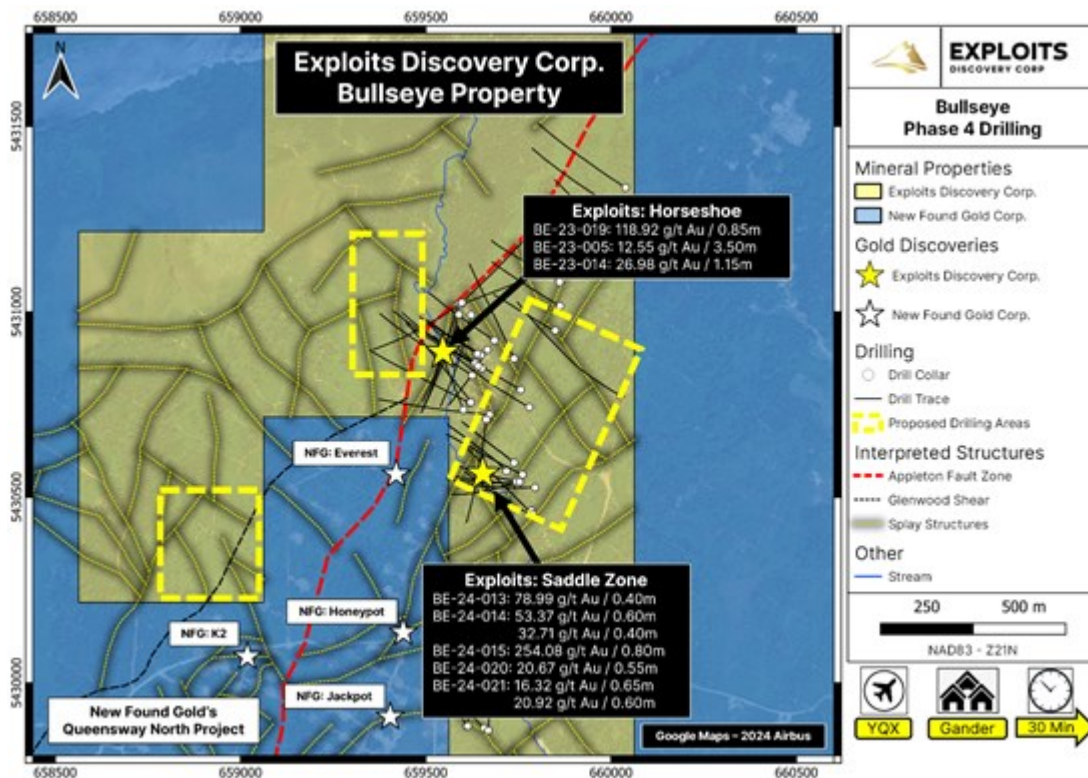 658500
659000
659500
660000
660500
5431500
5431000
5430500
5430000
N
Exploits Discovery Corp.
Bullseye Property
Exploits: Horseshoe
BE-23-019: 118.92 g/t Au / 0.85m
BE-23-005: 12.55 g/t Au / 3.50m
BE-23-014: 26.98 g/t Au / 1.15m
NFG: Everest
Exploits: Saddle Zone
BE-24-013: 78.99 g/t Au / 0.40m
BE-24-014: 53.37 g/t Au / 0.60m
32.71 g/t Au / 0.40m
BE-24-015: 254.08 g/t Au / 0.80m
BE-24-020: 20.67 g/t Au / 0.55m
BE-24-021: 16.32 g/t Au / 0.65m
20.92 g/t Au / 0.60m
NFG: Honeypot
NFG: K2
NFG: Jackpot
New Found Gold's
Queensway North Project
Google Maps - 2024 Airbus
658500
659000
659500
660000
660500
EXPLOITS
DISCOVERY CORP
Bullseye
Phase 4 Drilling
Mineral Properties
Exploits Discovery Corp.
New Found Gold Corp.
Gold Discoveries
Exploits Discovery Corp.
New Found Gold Corp.
Drilling
Drill Collar
Drill Trace
Proposed Drilling Areas
Interpreted Structures
Appleton Fault Zone
Glenwood Shear
Splay Structures
Other
Stream
250 500 m
NAD83 - Z21N
YQX
Gander
30 Min